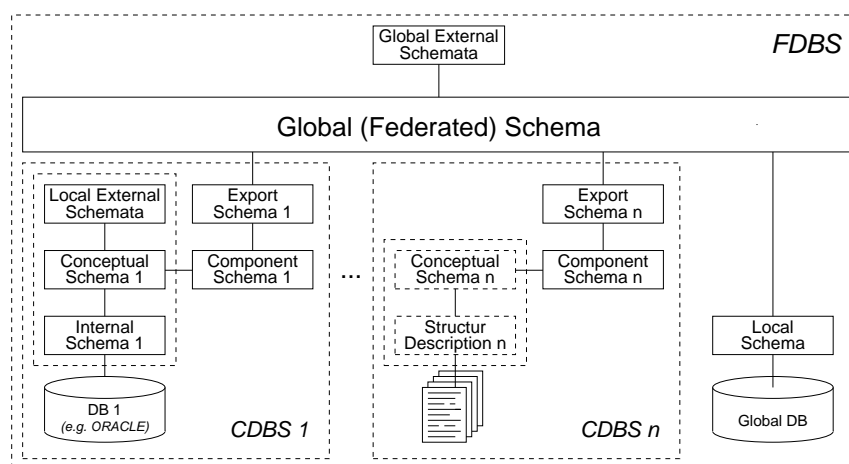 Global External
Schemata
FDBS
Global (Federated) Schema
Local External
Schemata
Export
Schema 1
Conceptual
Schema 1
Component
Schema 1
Internal
Schema 1
DB 1
(e.g. ORACLE)
CDBS 1
...
Export
Schema n
Conceptual
Schema n
Component
Schema n
Structur
Description n
CDBS n
Local
Schema
Global DB